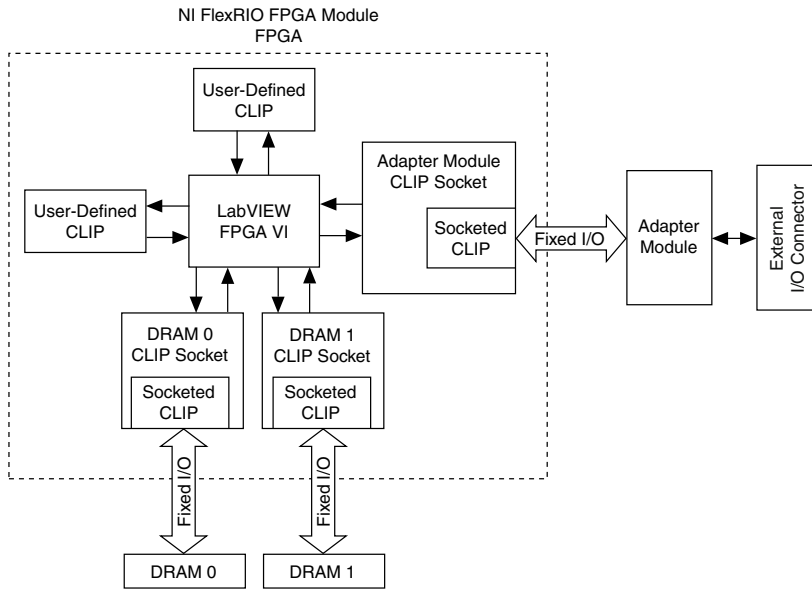 NI FlexRIO FPGA Module
FPGA
User-Defined
CLIP
User-Defined
CLIP
LabVIEW
FPGA VI
Adapter Module
CLIP Socket
Socketed
CLIP
Fixed I/O
Adapter
Module
External
I/O Connector
DRAM 0
CLIP Socket
Socketed
CLIP
DRAM 1
CLIP Socket
Socketed
CLIP
Fixed I/O
Fixed I/O
DRAM 0
DRAM 1